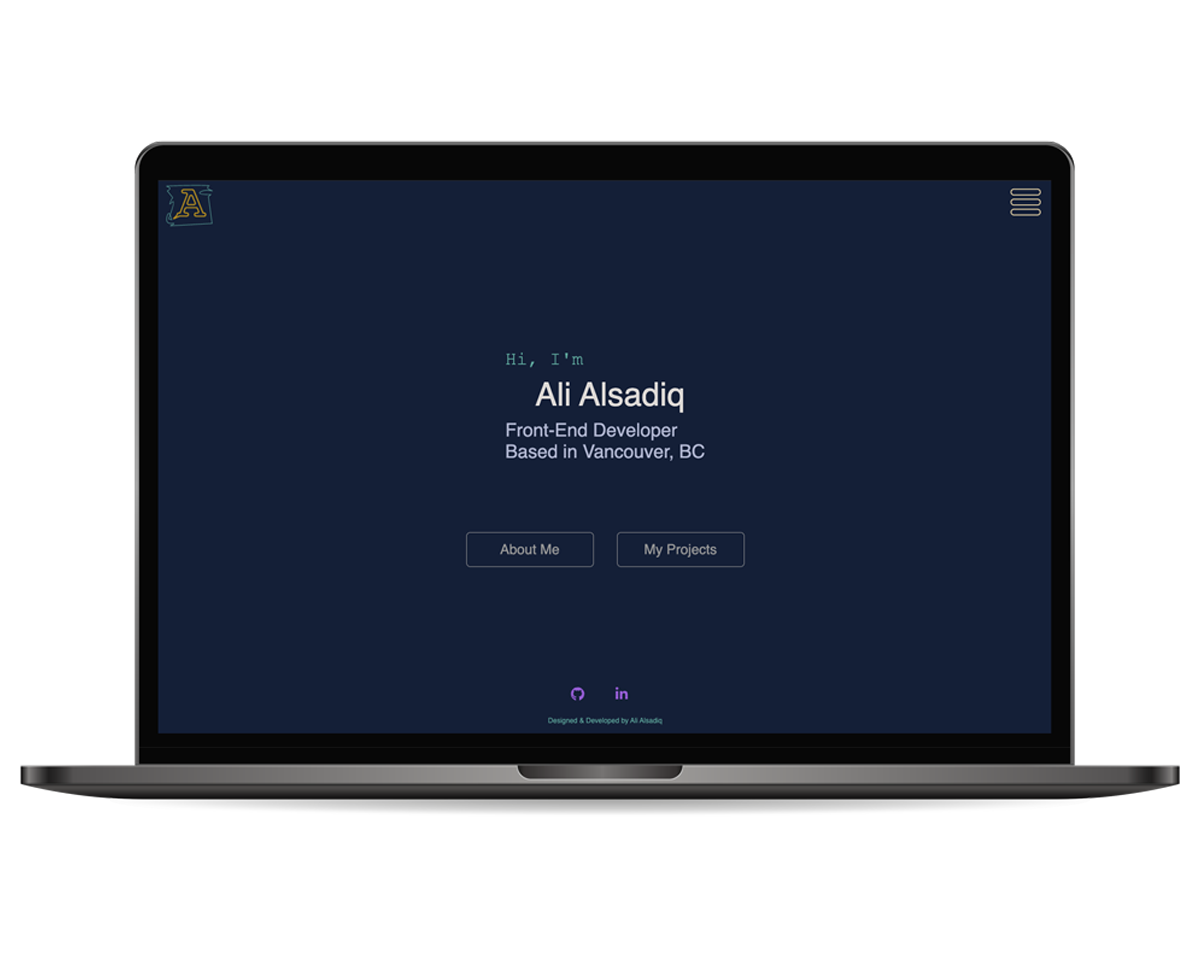 A
Hi, I'm
Ali Alsadiq
Front-End Developer
Based in Vancouver, BC
About Me
My Projects
in
Designed & Developed by Ali Alsadiq